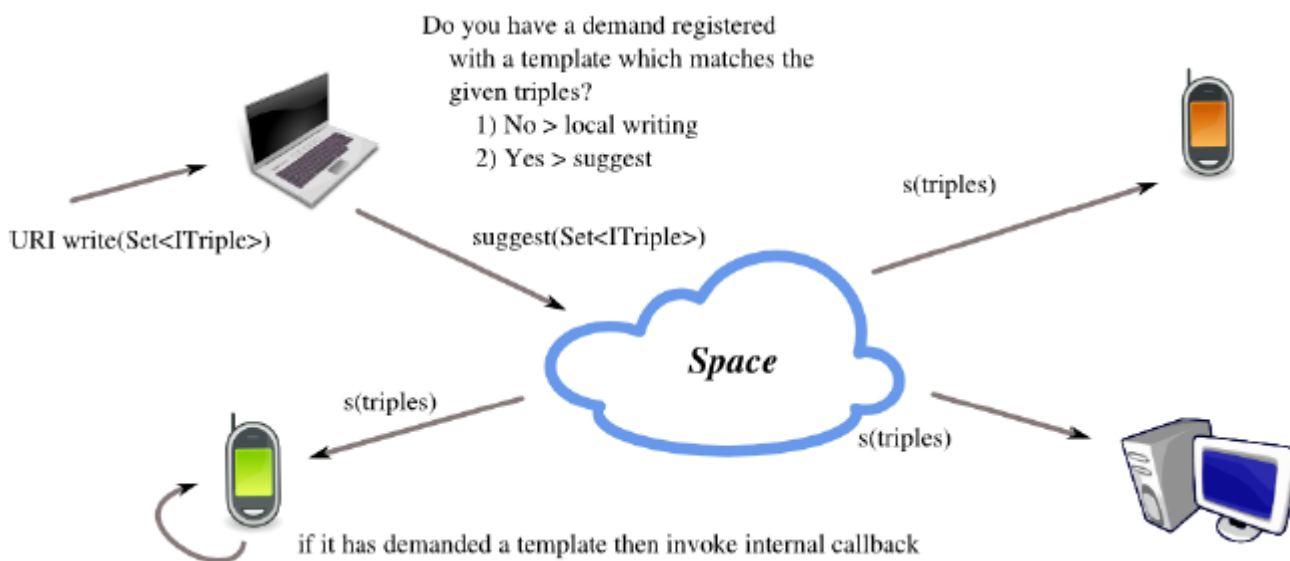 Do you have a demand registered
with a template which matches the
given triples?
1) No > local writing
2) Yes > suggest
s(triples)
URI write(Set<ITriple>)
suggest(Set<ITriple>)
Space
s(triples)
s(triples)
if it has demanded a template then invoke internal callback